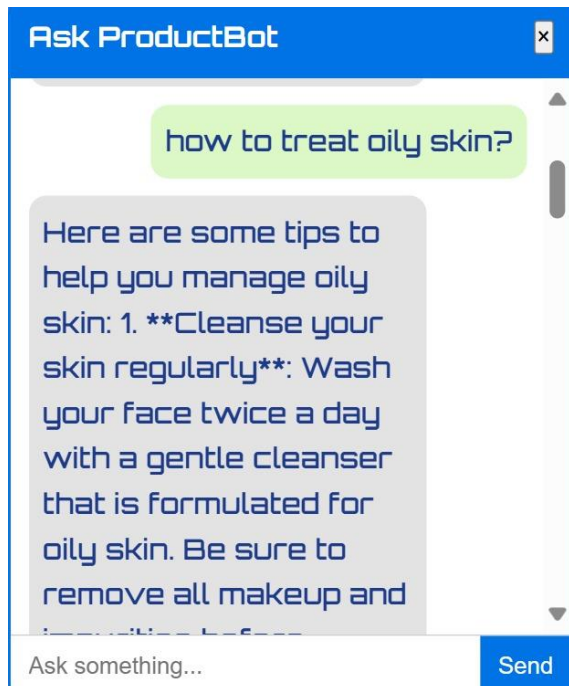 Ask ProductBot
×
how to treat oily skin?
Here are some tips to
help you manage oily
skin: 1. **Cleanse your
skin regularly**: Wash
your face twice a day
with a gentle cleanser
that is formulated for
oily skin. Be sure to
remove all makeup and
Ask something...
Send